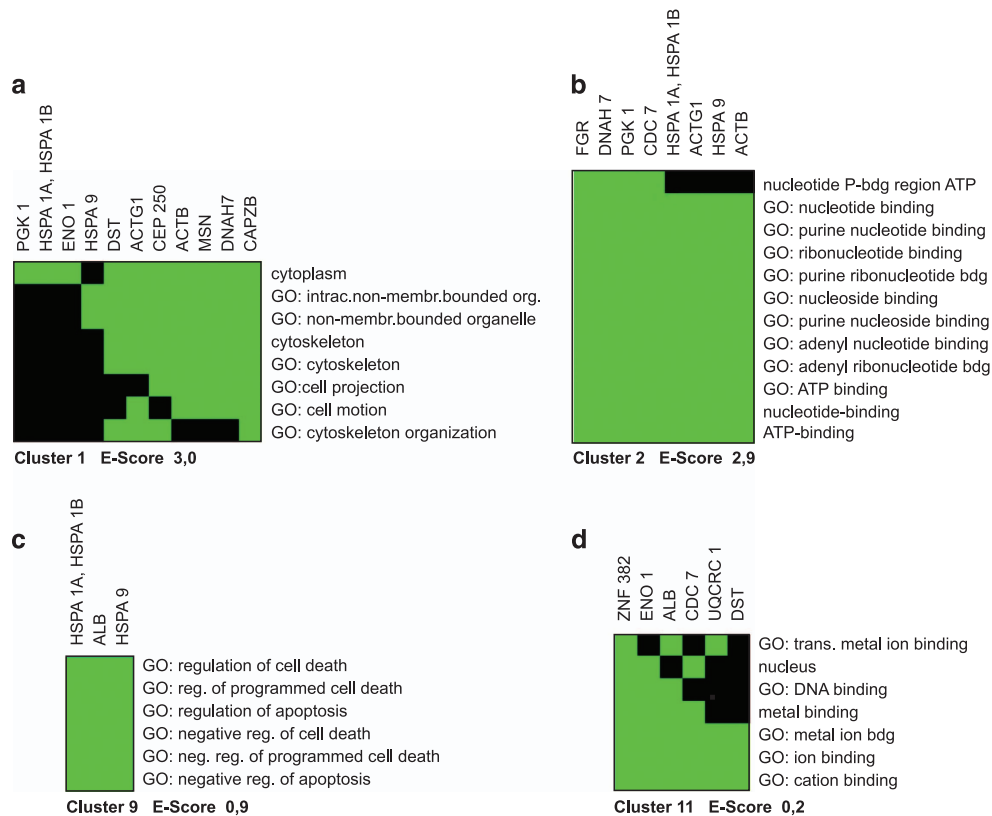 a
PGK 1
HSPA 1A, HSPA 1B
ENO 1
HSPA 9
DST
ACTG1
CEP 250
ACTB
MSN
DNAH7
CAPZB
cytoplasm
GO: intrac.non-membr.bounded org.
GO: non-membr.bounded organelle
cytoskeleton
GO: cytoskeleton
GO:cell projection
GO: cell motion
GO: cytoskeleton organization
Cluster 1 E-Score 3,0
b
FGR
DNAH 7
PGK 1
CDC 7
HSPA 1A, HSPA 1B
ACTG1
HSPA 9
ACTB
nucleotide P-bdg region ATP
GO: nucleotide binding
GO: purine nucleotide binding
GO: ribonucleotide binding
GO: purine ribonucleotide bdg
GO: nucleoside binding
GO: purine nucleoside binding
GO: adenyl nucleotide binding
GO: adenyl ribonucleotide bdg
GO: ATP binding
nucleotide-binding
ATP-binding
Cluster 2 E-Score 2,9
c
HSPA 1A, HSPA 1B
ALB
HSPA 9
GO: regulation of cell death
GO: reg. of programmed cell death
GO: regulation of apoptosis
GO: negative reg. of cell death
GO: neg. reg. of programmed cell death
GO: negative reg. of apoptosis
Cluster 9 E-Score 0,9
d
ZNF 382
ENO 1
ALB
CDC 7
UQCRC 1
DST
GO: trans. metal ion binding
nucleus
GO: DNA binding
metal binding
GO: metal ion bdg
GO: ion binding
GO: cation binding
Cluster 11 E-Score 0,2